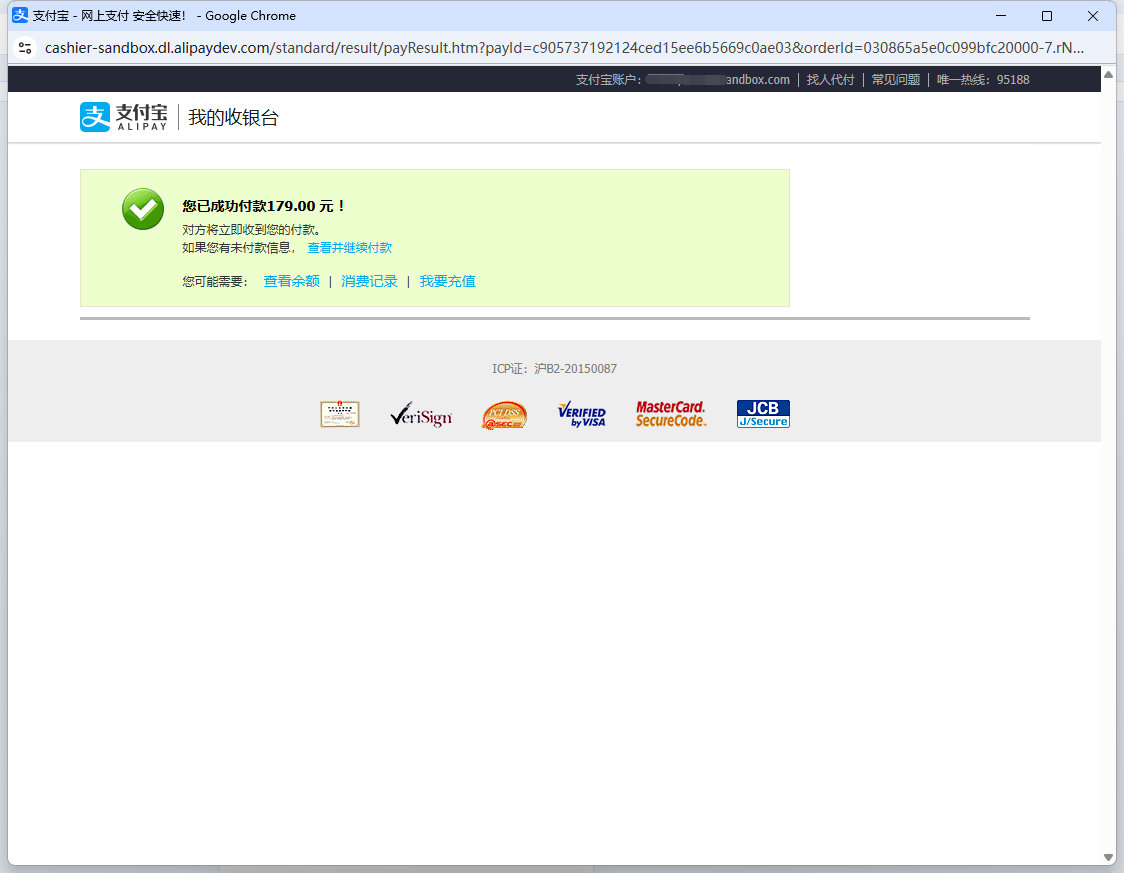 支付宝 - 网上支付 安全快速！ - Google Chrome
cashier-sandbox.dl.alipaydev.com/standard/result/payResult.htm?payId=c905737192124ced15ee6b5669c0ae03&orderId=030865a5e0c099bfc20000-7.rN...
支付宝账户： andbox.com | 找人代付 | 常见问题 | 唯一热线：95188
支付宝 ALIPAY | 我的收银台
您已成功付款179.00 元！
对方将立即收到您的付款。
如果您有未付款信息， 查看并继续付款
您可能需要： 查看余额 | 消费记录 | 我要充值
ICP证：沪B2-20150087
VeriSign
PCI DSS
VERIFIED by VISA
MasterCard. SecureCode.
JCB J/Secure